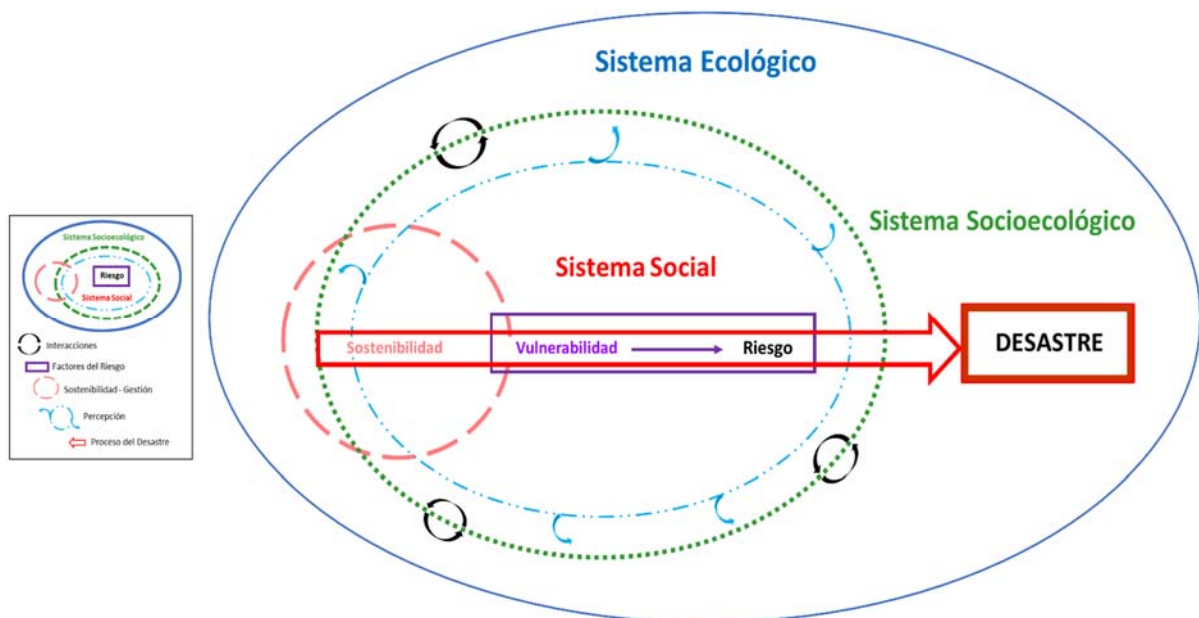 Sistema Ecológico
Sistema Socioecológico
Sistema Social
Sostenibilidad
Vulnerabilidad
Riesgo
DESASTRE
Sistema Socioecológico
Riesgo
Sistema Social
Interacciones
Factores del Riesgo
Sostenibilidad - Gestión
Percepción
Proceso del Desastre